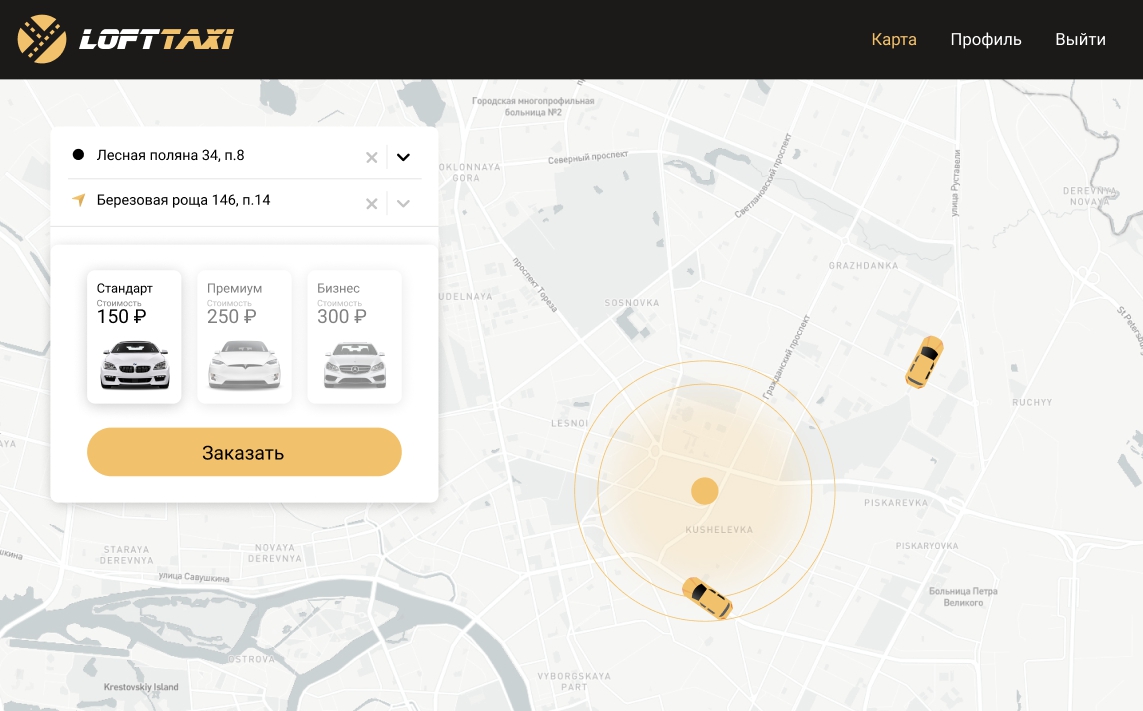 LOFTTAXI
Карта
Профиль
Выйти
Городская многопрофильная
больница №2
Лесная поляна 34, п.8
Березовая роща 146, п.14
OKLONNAYA
GORA
Северный проспект
Светлановский проспект
улица Руставели
DEREVNYA
NOVAYA
GRAZHDANKA
Стандарт
Стоимость
150 ₽
Премиум
Стоимость
250 ₽
Бизнес
Стоимость
300 ₽
UDELNAYA
проспект Тореза
SOSNOVKA
Гражданский проспект
St.Petersbu
RUCHYY
LESNOI
Заказать
PISKAREVKA
KUSHELEVKA
PISKARYOVKA
STARAYA
DEREVNYA
NOVAYA
DEREVNYA
улица Савушкина
Больница Петра
Великого
OSTROVA
Krestovskiy Island
VYBORGSKAYA
PART